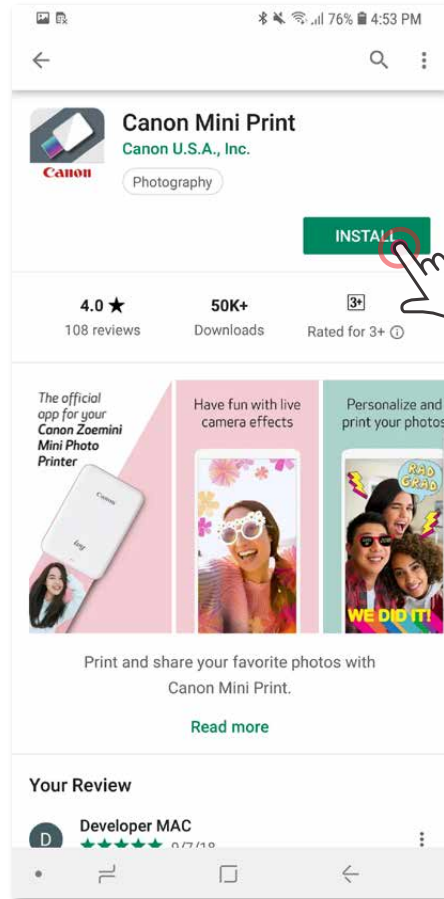 76% 4:53 PM
Canon Mini Print
Canon U.S.A., Inc.
Canon
Photography
INSTALL
4.0 ★
108 reviews
50K+
Downloads
3+
Rated for 3+
The official
app for your
Canon Zoemini
Mini Photo
Printer
Canon
Have fun with live
camera effects
Personalize and
print your photos
RAD
GRAD
WE DID IT!
Print and share your favorite photos with
Canon Mini Print.
Read more
Your Review
D
Developer MAC
★★★★★ 9/7/18